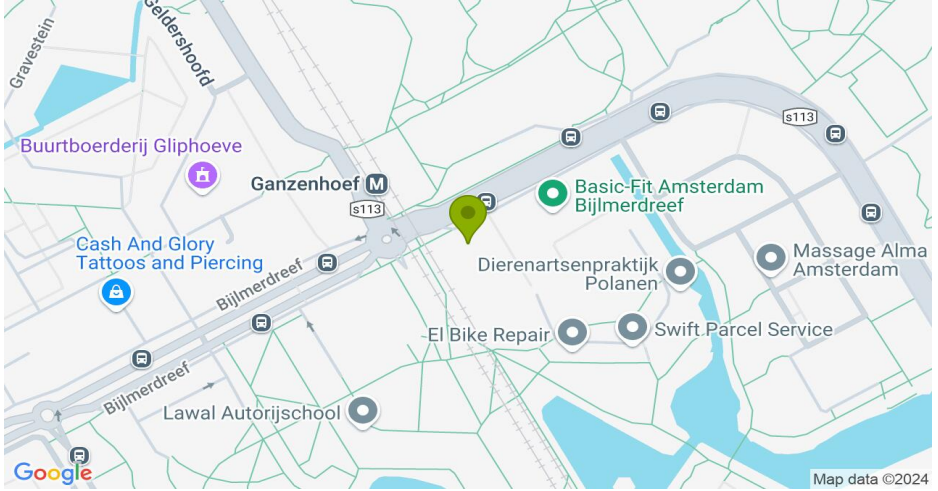 Gravestein
Geldershoofd
s113
Buurtboerderij Gliphoeve
Ganzenhoef M
s113
Basic-Fit Amsterdam
Bijlmerdreef
Cash And Glory
Tattoos and Piercing
Bijlmerdreef
Dierenartsenpraktijk
Polanen
Massage Alma
Amsterdam
El Bike Repair
Swift Parcel Service
Bijlmerdreef
Lawal Autorijschool
Google
Map data ©2024